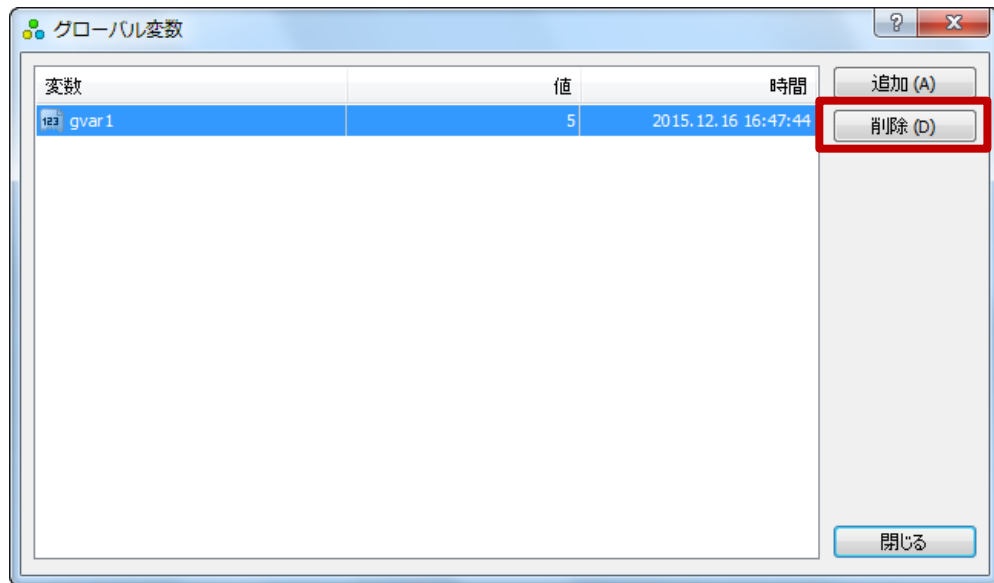 グローバル変数
変数 値 時間
追加 (A)
123 gvar1 5 2015.12.16 16:47:44
削除 (D)
閉じる